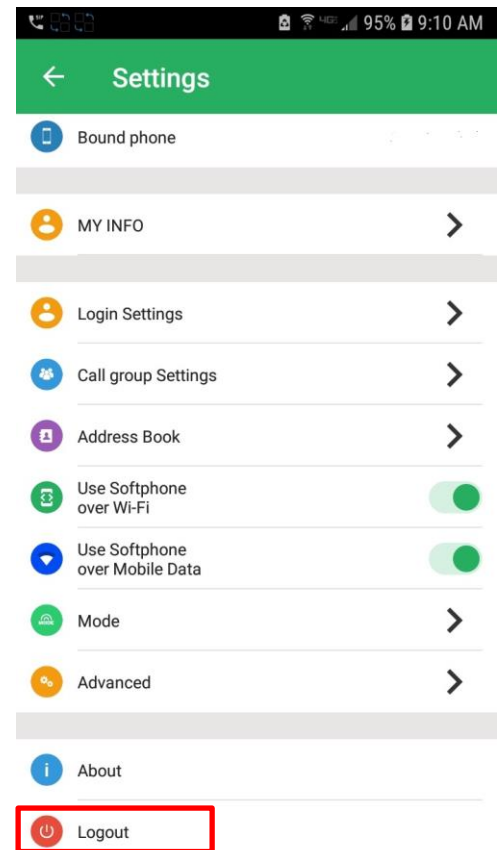 95% 9:10 AM
Settings
Bound phone
MY INFO
Login Settings
Call group Settings
Address Book
Use Softphone
over Wi-Fi
Use Softphone
over Mobile Data
Mode
Advanced
About
Logout